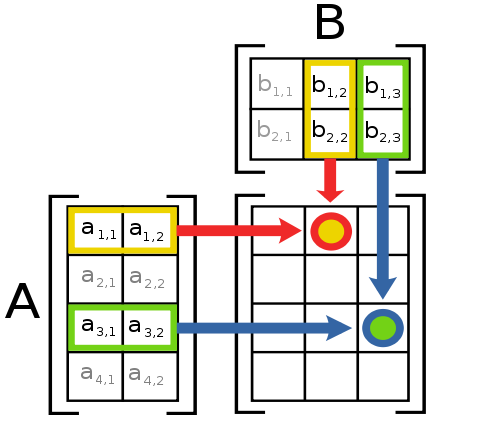 B
b1,1 b1,2 b1,3
b2,1 b2,2 b2,3
A
a1,1 a1,2
a2,1 a2,2
a3,1 a3,2
a4,1 a4,2